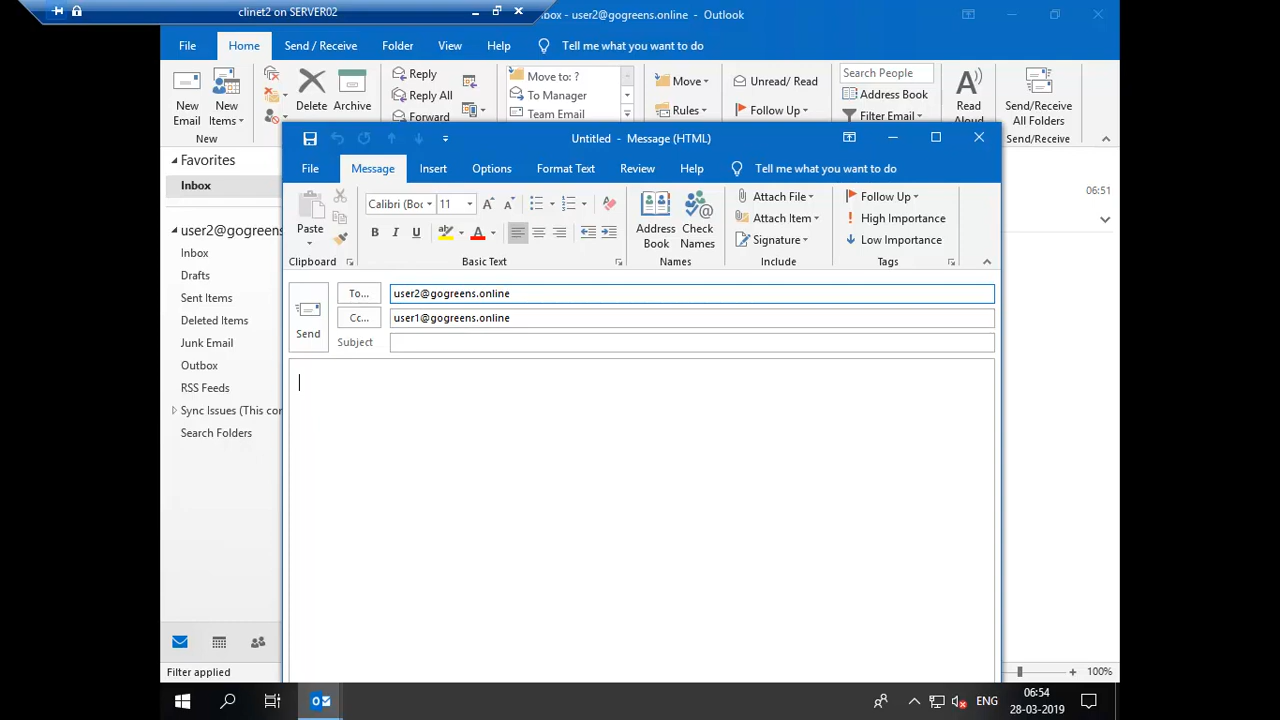 clinet2 on SERVER02
nbox - user2@gogreens.online - Outlook
File Home Send / Receive Folder View Help Tell me what you want to do
New Email
New Items
Delete
Archive
Reply
Reply All
Forward
Move to: ?
To Manager
Team Email
Move
Rules
Unread/ Read
Follow Up
Search People
Address Book
Filter Email
Read Aloud
Send/Receive All Folders
New
Send/Receive
Untitled - Message (HTML)
File Message Insert Options Format Text Review Help Tell me what you want to do
Paste
Calibri (Boc 11
B I U
Address Book
Check Names
Attach File
Attach Item
Signature
Follow Up
High Importance
Low Importance
Clipboard Basic Text Names Include Tags
Send
To... user2@gogreens.online
Cc... user1@gogreens.online
Subject
Favorites
Inbox
user2@gogreens
Inbox
Drafts
Sent Items
Deleted Items
Junk Email
Outbox
RSS Feeds
Sync Issues (This cor
Search Folders
06:51
Filter applied
100%
ENG
06:54
28-03-2019